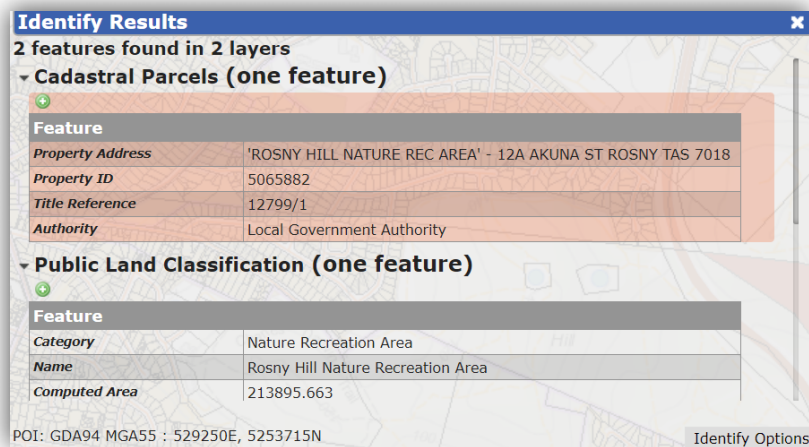 Identify Results
2 features found in 2 layers
Cadastral Parcels (one feature)
Feature
Property Address 'ROSNY HILL NATURE REC AREA' - 12A AKUNA ST ROSNY TAS 7018
Property ID 5065882
Title Reference 12799/1
Authority Local Government Authority
Public Land Classification (one feature)
Feature
Category Nature Recreation Area
Name Rosny Hill Nature Recreation Area
Computed Area 213895.663
POI: GDA94 MGA55 : 529250E, 5253715N
Identify Options